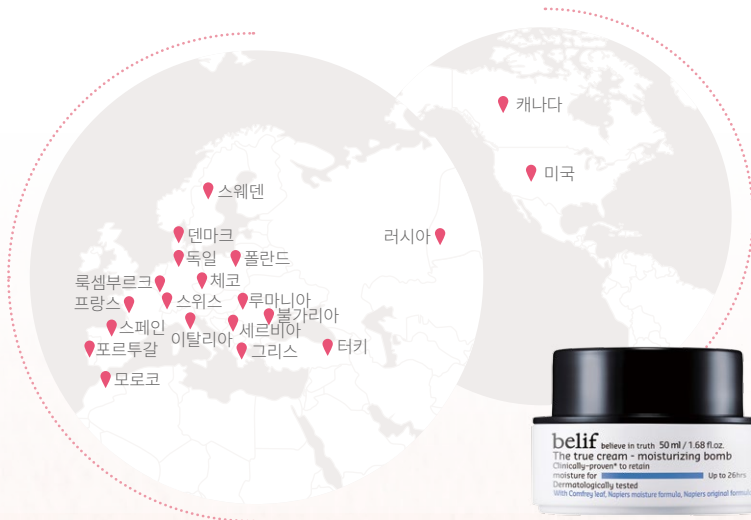 캐나다
미국
스웨덴
덴마크
러시아
독일
폴란드
룩셈부르크
체코
프랑스
스위스
루마니아
불가리아
스페인
이탈리아
세르비아
포르투갈
그리스
터키
모로코
belif believe in truth 50 ml / 1.68 fl.oz.
The true cream - moisturizing bomb
Clinically-proven* to retain
moisture for Up to 26hrs
Dermatologically tested
With Comfrey leaf, Napiers moisture formula, Napiers original formula